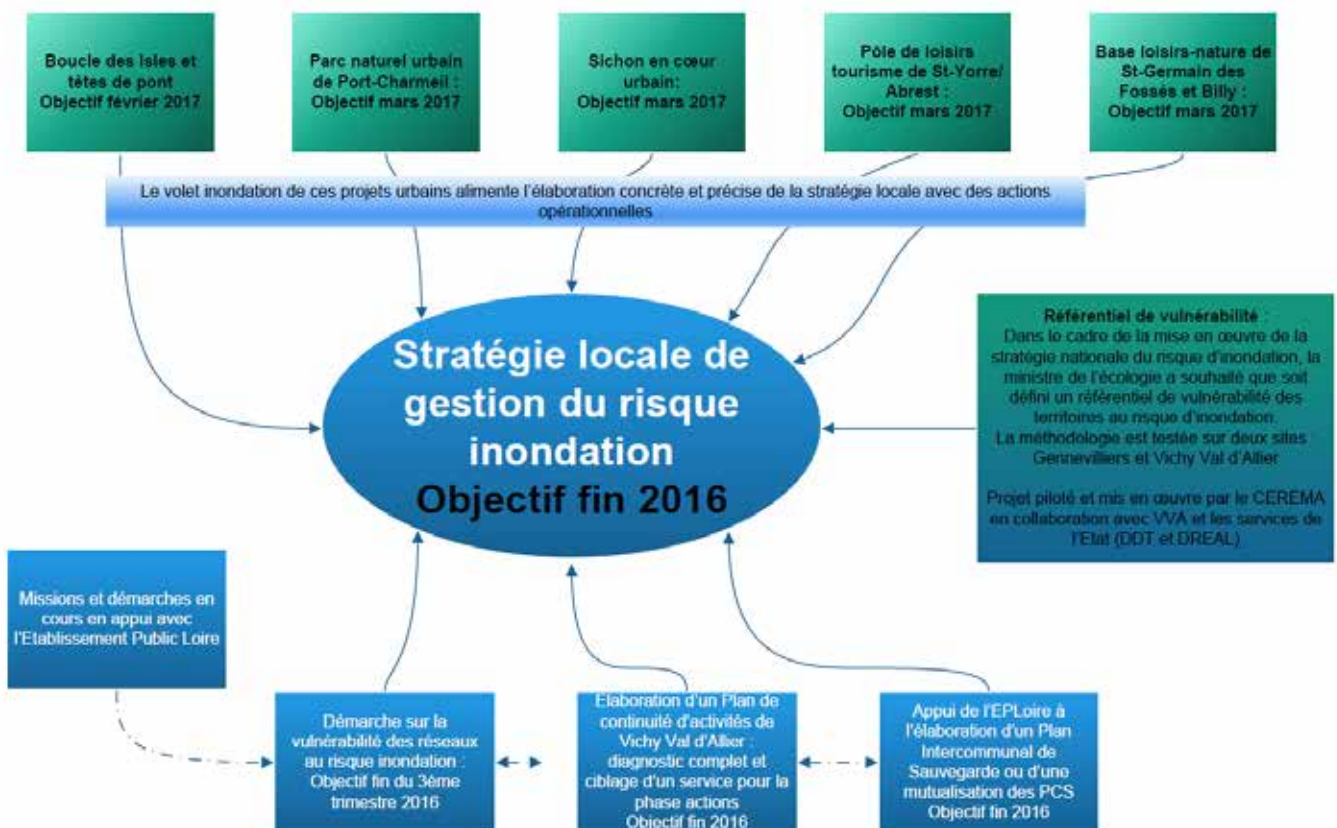 Boucle des Isles et
têtes de pont
Objectif février 2017
Parc naturel urbain
de Port-Charmeil :
Objectif mars 2017
Sichon en cœur
urbain:
Objectif mars 2017
Pôle de loisirs
tourisme de St-Yorre/
Abrest :
Objectif mars 2017
Base loisirs-nature de
St-Germain des
Fossés et Billy :
Objectif mars 2017
Le volet inondation de ces projets urbains alimente l'élaboration concrète et précise de la stratégie locale avec des actions
opérationnelles
Stratégie locale de
gestion du risque
inondation
Objectif fin 2016
Référentiel de vulnérabilité :
Dans le cadre de la mise en œuvre de la
stratégie nationale du risque d'inondation, la
ministre de l'écologie a souhaité que soit
défini un référentiel de vulnérabilité des
territoires au risque d'inondation.
La méthodologie est testée sur deux sites :
Gennevilliers et Vichy Val d'Allier
Projet piloté et mis en œuvre par le CEREMA
en collaboration avec VVA et les services de
l'Etat (DDT et DREAL)
Missions et démarches en
cours en appui avec
l'Etablissement Public Loire
Démarche sur la
vulnérabilité des réseaux
au risque inondation :
Objectif fin du 3ème
trimestre 2016
Elaboration d'un Plan de
continuité d'activités de
Vichy Val d'Allier :
diagnostic complet et
ciblage d'un service pour la
phase actions
Objectif fin 2016
Appui de l'EPLoire à
l'élaboration d'un Plan
Intercommunal de
Sauvegarde ou d'une
mutualisation des PCS
Objectif fin 2016